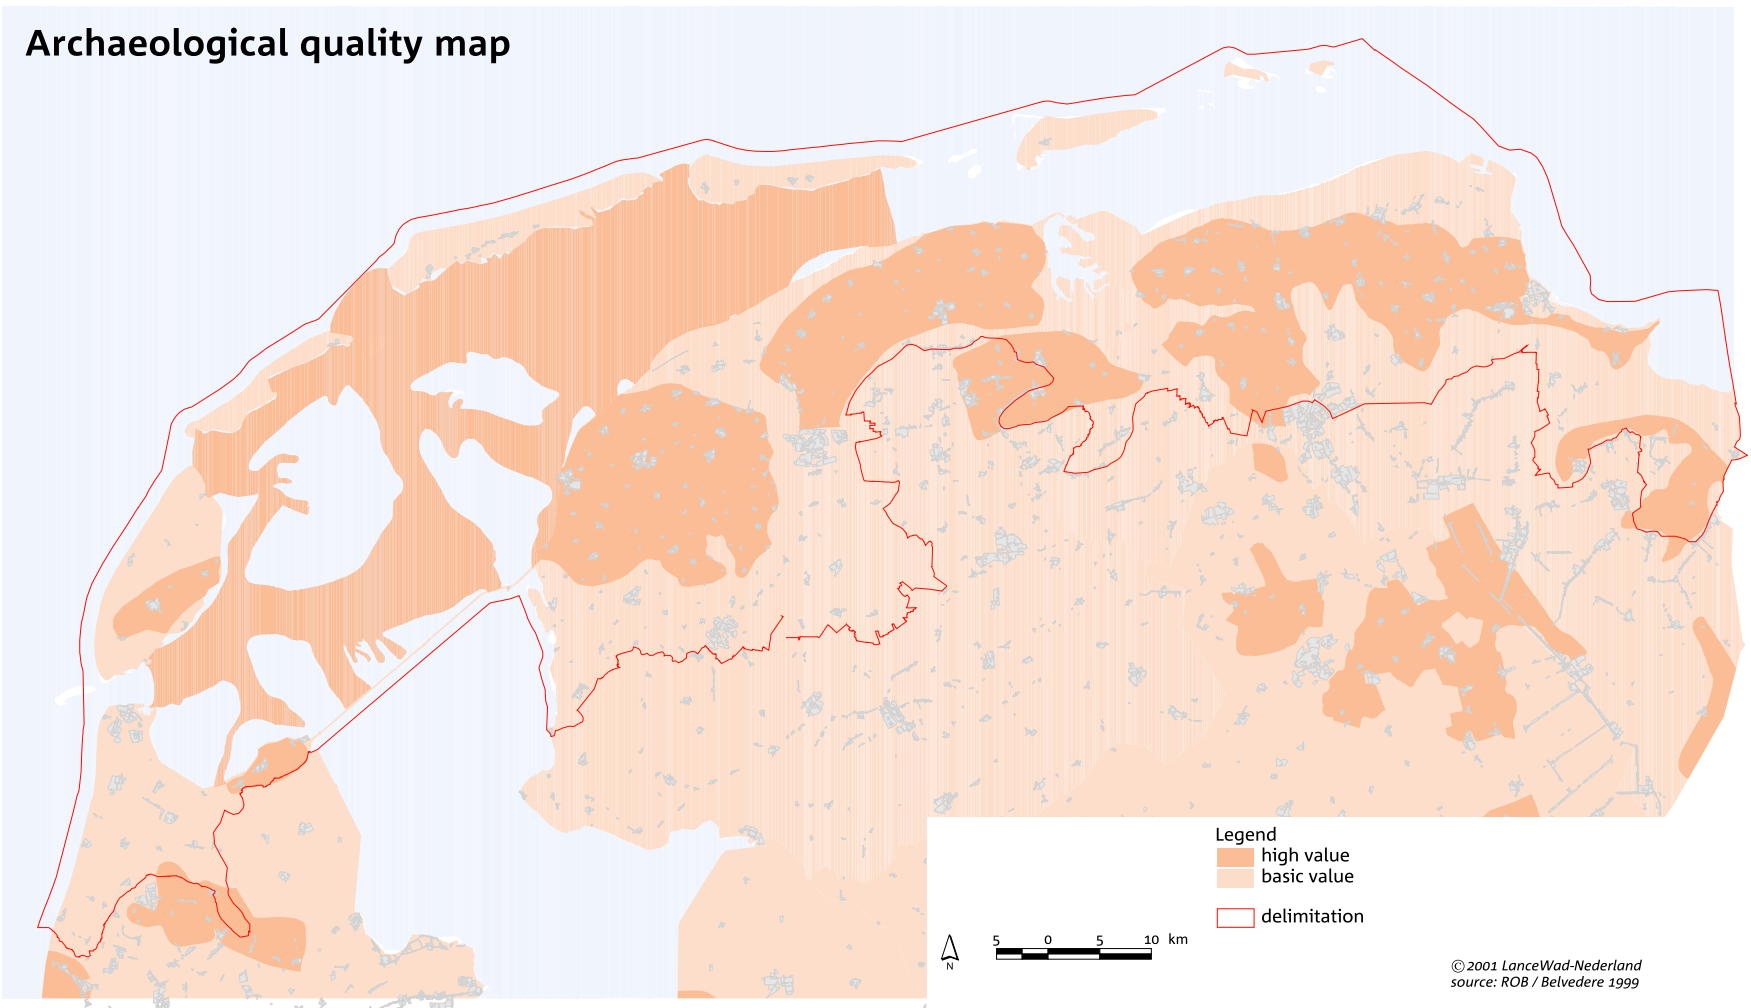 Archaeological quality map
Legend
high value
basic value
delimitation
5 0 5 10 km
N
© 2001 LanceWad-Nederland
source: ROB / Belvedere 1999